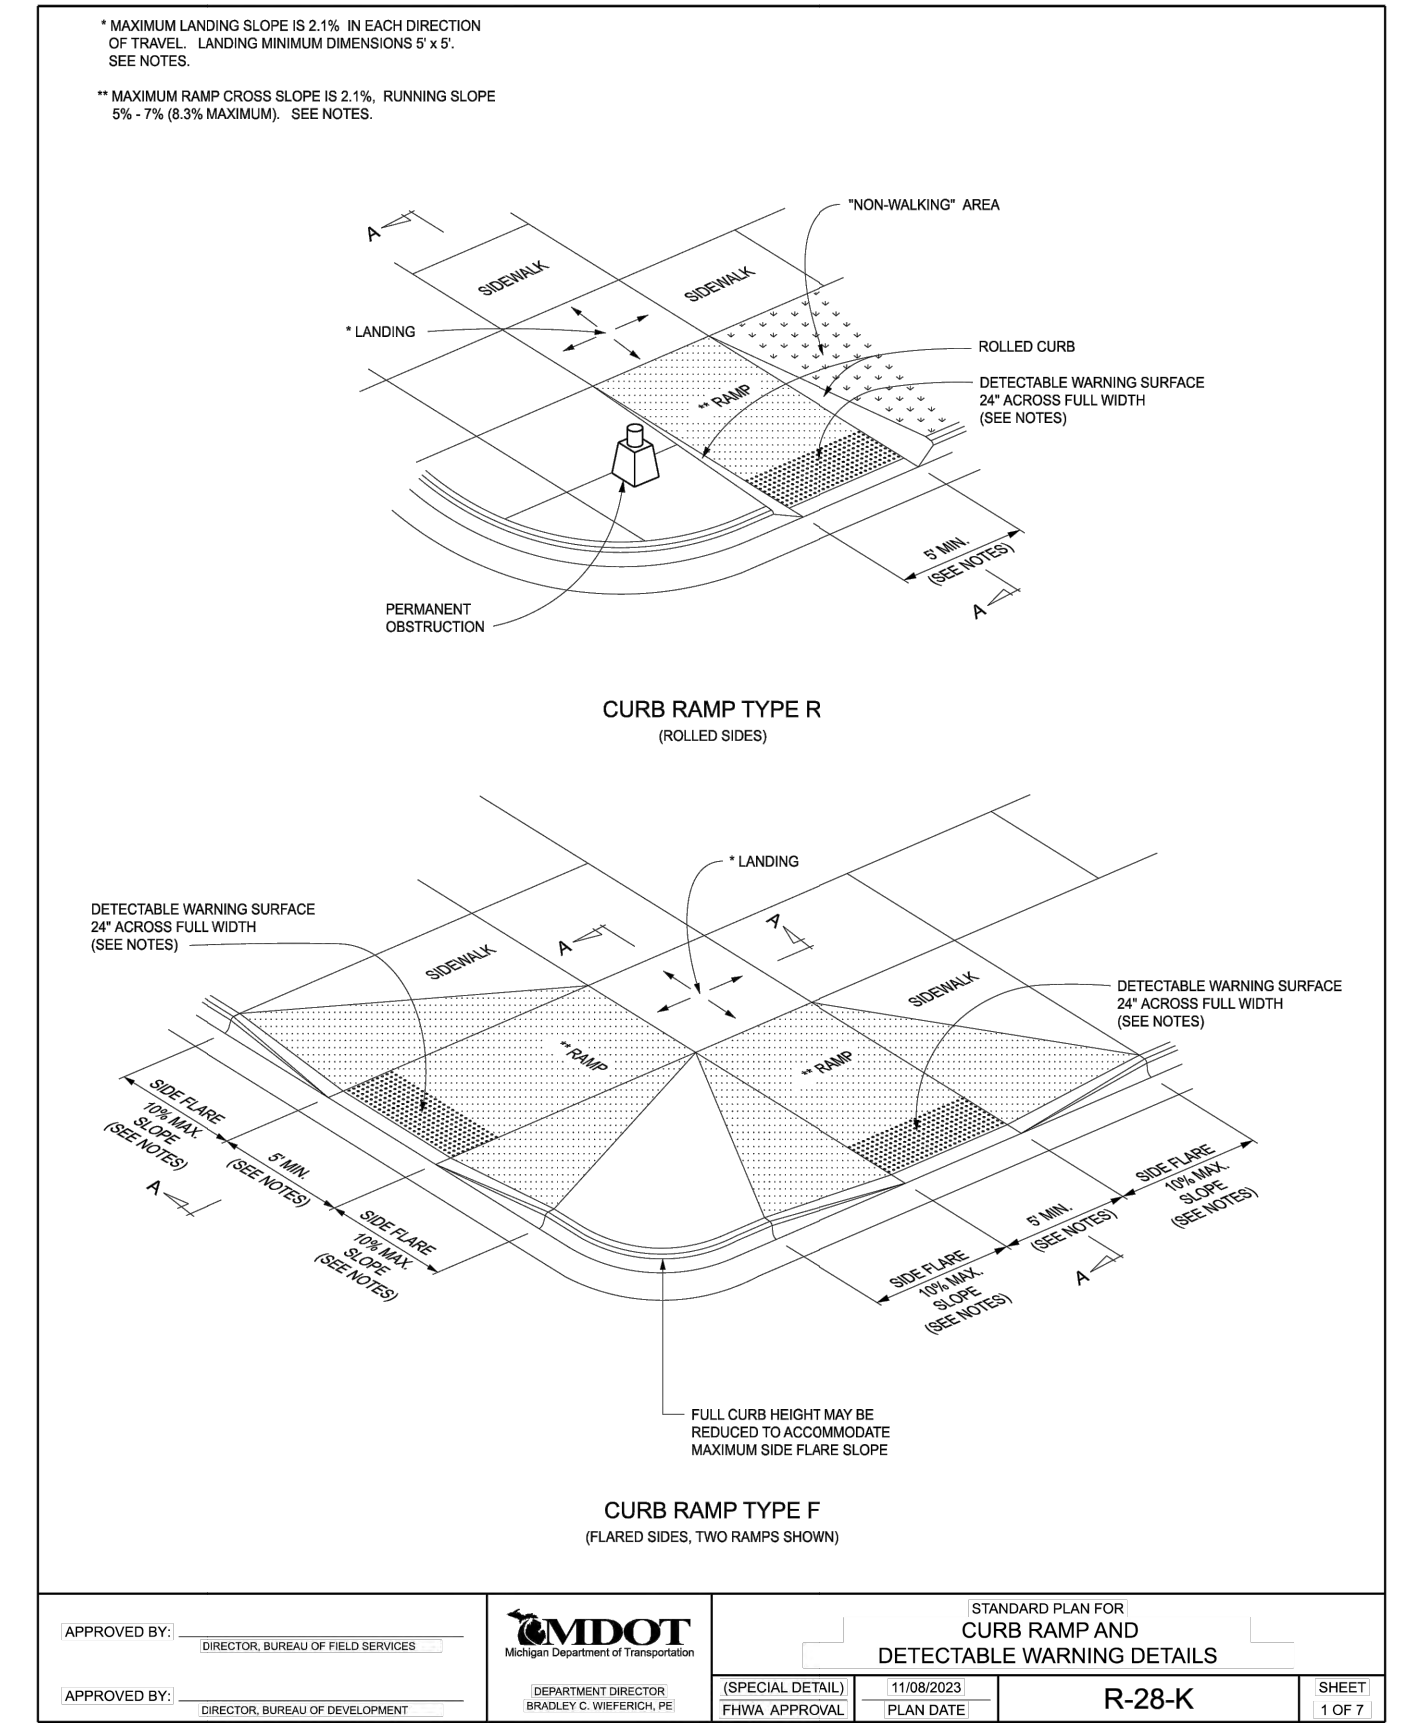 * MAXIMUM LANDING SLOPE IS 2.1% IN EACH DIRECTION
OF TRAVEL. LANDING MINIMUM DIMENSIONS 5' x 5'.
SEE NOTES.
** MAXIMUM RAMP CROSS SLOPE IS 2.1%, RUNNING SLOPE
5% - 7% (8.3% MAXIMUM). SEE NOTES.
"NON-WALKING" AREA
A
SIDEWALK
SIDEWALK
* LANDING
ROLLED CURB
DETECTABLE WARNING SURFACE
24" ACROSS FULL WIDTH
(SEE NOTES)
** RAMP
5' MIN.
(SEE NOTES)
A
PERMANENT
OBSTRUCTION
CURB RAMP TYPE R
(ROLLED SIDES)
* LANDING
DETECTABLE WARNING SURFACE
24" ACROSS FULL WIDTH
(SEE NOTES)
A
A
SIDEWALK
SIDEWALK
DETECTABLE WARNING SURFACE
24" ACROSS FULL WIDTH
(SEE NOTES)
** RAMP
** RAMP
SIDE FLARE
10% MAX.
SLOPE
(SEE NOTES)
5' MIN.
(SEE NOTES)
A
SIDE FLARE
10% MAX.
SLOPE
(SEE NOTES)
SIDE FLARE
10% MAX.
SLOPE
(SEE NOTES)
5' MIN.
(SEE NOTES)
SIDE FLARE
10% MAX.
SLOPE
(SEE NOTES)
A
FULL CURB HEIGHT MAY BE
REDUCED TO ACCOMMODATE
MAXIMUM SIDE FLARE SLOPE
CURB RAMP TYPE F
(FLARED SIDES, TWO RAMPS SHOWN)
APPROVED BY:
DIRECTOR, BUREAU OF FIELD SERVICES
APPROVED BY:
DIRECTOR, BUREAU OF DEVELOPMENT
MDOT
Michigan Department of Transportation
DEPARTMENT DIRECTOR
BRADLEY C. WIEFERICH, PE
STANDARD PLAN FOR
CURB RAMP AND
DETECTABLE WARNING DETAILS
(SPECIAL DETAIL)
FHWA APPROVAL
11/08/2023
PLAN DATE
R-28-K
SHEET
1 OF 7